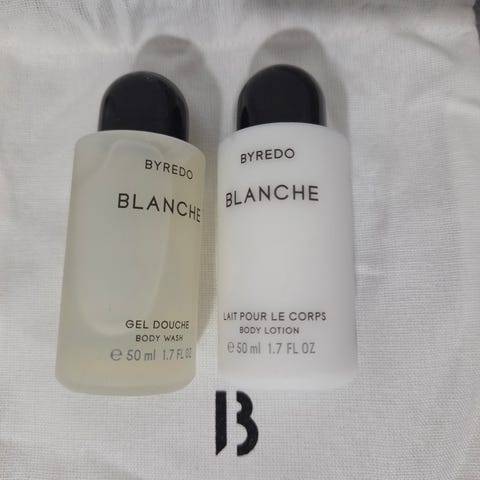 BYREDO
BLANCHE
GEL DOUCHE
BODY WASH
℮ 50 ml 1.7 FL OZ
BYREDO
BLANCHE
LAIT POUR LE CORPS
BODY LOTION
℮ 50 ml 1.7 FL OZ
B